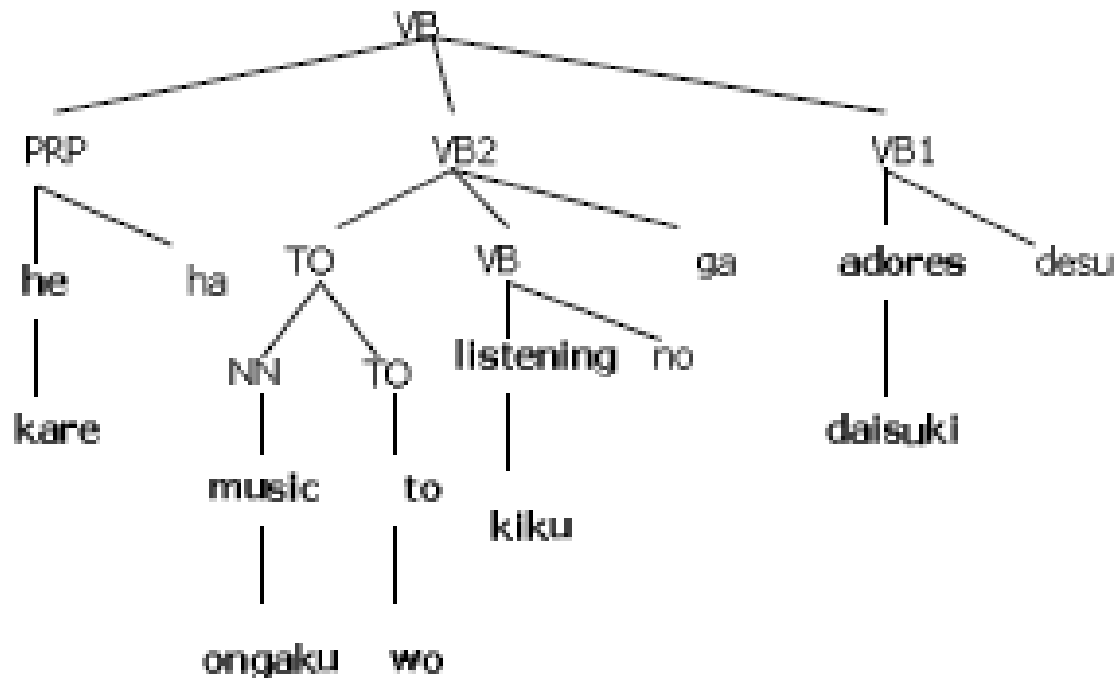 VB
PRP VB2 VB1
he ha TO VB ga adores desu
NN TO listening no
kare daisuki
music to
kiku
ongaku wo